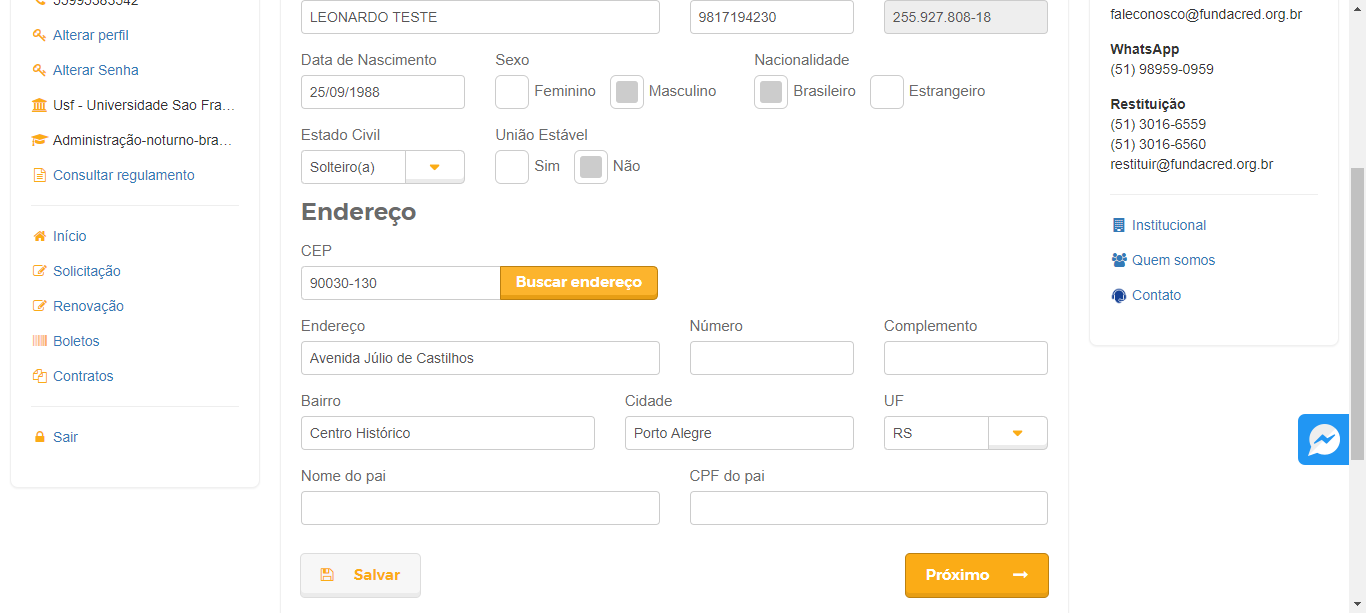 55995383542
Alterar perfil
Alterar Senha
Usf - Universidade Sao Fra...
Administração-noturno-bra...
Consultar regulamento
Início
Solicitação
Renovação
Boletos
Contratos
Sair
LEONARDO TESTE
9817194230
255.927.808-18
Data de Nascimento
Sexo
Nacionalidade
25/09/1988
Feminino
Masculino
Brasileiro
Estrangeiro
Estado Civil
União Estável
Solteiro(a)
Sim
Não
Endereço
CEP
90030-130
Buscar endereço
Endereço
Número
Complemento
Avenida Júlio de Castilhos
Bairro
Cidade
UF
Centro Histórico
Porto Alegre
RS
Nome do pai
CPF do pai
Salvar
Próximo →
faleconosco@fundacred.org.br
WhatsApp
(51) 98959-0959
Restituição
(51) 3016-6559
(51) 3016-6560
restituir@fundacred.org.br
Institucional
Quem somos
Contato